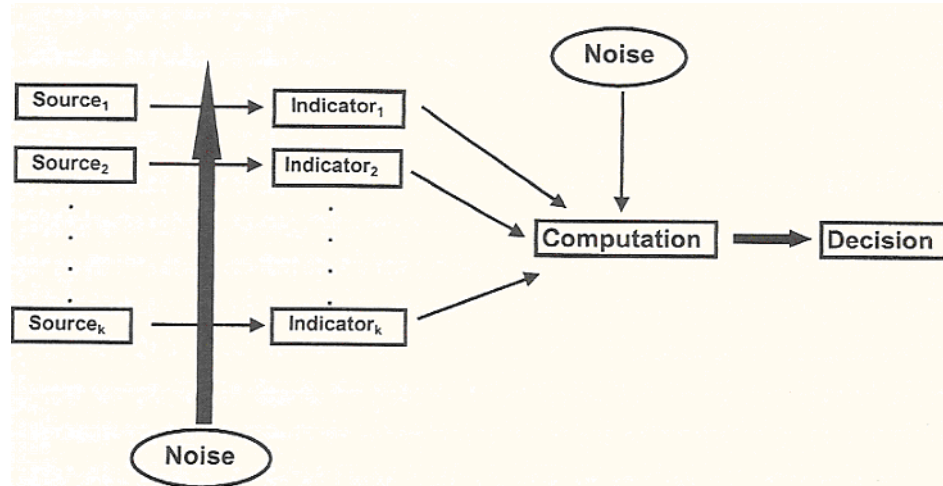 Noise
Source₁
Indicator₁
Source₂
Indicator₂
Computation
Decision
Sourceₖ
Indicatorₖ
Noise